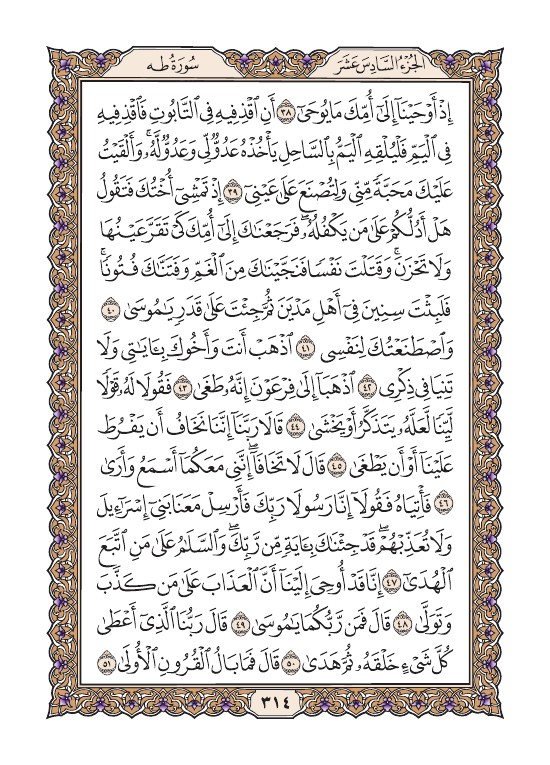 الجُزْءُ السَّادِسَ عَشَرَ
سُورَةُ طه
إِذْ أَوْحَيْنَآ إِلَىٰٓ أُمِّكَ مَا يُوحَىٰٓ ٣٨ أَنِ ٱقْذِفِيهِ فِى ٱلتَّابُوتِ فَٱقْذِفِيهِ
فِى ٱلْيَمِّ فَلْيُلْقِهِ ٱلْيَمُّ بِٱلسَّاحِلِ يَأْخُذْهُ عَدُوٌّ لِّى وَعَدُوٌّ لَّهُۥ ۚ وَأَلْقَيْتُ
عَلَيْكَ مَحَبَّةً مِّنِّى وَلِتُصْنَعَ عَلَىٰ عَيْنِىٓ ٣٩ إِذْ تَمْشِىٓ أُخْتُكَ فَتَقُولُ
هَلْ أَدُلُّكُمْ عَلَىٰ مَن يَكْفُلُهُۥ ۖ فَرَجَعْنَٰكَ إِلَىٰٓ أُمِّكَ كَىْ تَقَرَّ عَيْنُهَا
وَلَا تَحْزَنَ ۚ وَقَتَلْتَ نَفْسًا فَنَجَّيْنَٰكَ مِنَ ٱلْغَمِّ وَفَتَنَّٰكَ فُتُونًا ۚ
فَلَبِثْتَ سِنِينَ فِىٓ أَهْلِ مَدْيَنَ ثُمَّ جِئْتَ عَلَىٰ قَدَرٍ يَٰمُوسَىٰ ٤٠
وَٱصْطَنَعْتُكَ لِنَفْسِى ٤١ ٱذْهَبْ أَنتَ وَأَخُوكَ بِـَٔايَٰتِى وَلَا
تَنِيَا فِى ذِكْرِى ٤٢ ٱذْهَبَآ إِلَىٰ فِرْعَوْنَ إِنَّهُۥ طَغَىٰ ٤٣ فَقُولَا لَهُۥ قَوْلًا
لَّيِّنًا لَّعَلَّهُۥ يَتَذَكَّرُ أَوْ يَخْشَىٰ ٤٤ قَالَا رَبَّنَآ إِنَّنَا نَخَافُ أَن يَفْرُطَ
عَلَيْنَآ أَوْ أَن يَطْغَىٰ ٤٥ قَالَ لَا تَخَافَآ ۖ إِنَّنِى مَعَكُمَآ أَسْمَعُ وَأَرَىٰ
٤٦ فَأْتِيَاهُ فَقُولَآ إِنَّا رَسُولَا رَبِّكَ فَأَرْسِلْ مَعَنَا بَنِىٓ إِسْرَٰٓءِيلَ
وَلَا تُعَذِّبْهُمْ ۖ قَدْ جِئْنَٰكَ بِـَٔايَةٍ مِّن رَّبِّكَ ۖ وَٱلسَّلَٰمُ عَلَىٰ مَنِ ٱتَّبَعَ
ٱلْهُدَىٰٓ ٤٧ إِنَّا قَدْ أُوحِىَ إِلَيْنَآ أَنَّ ٱلْعَذَابَ عَلَىٰ مَن كَذَّبَ
وَتَوَلَّىٰ ٤٨ قَالَ فَمَن رَّبُّكُمَا يَٰمُوسَىٰ ٤٩ قَالَ رَبُّنَا ٱلَّذِىٓ أَعْطَىٰ
كُلَّ شَىْءٍ خَلْقَهُۥ ثُمَّ هَدَىٰ ٥٠ قَالَ فَمَا بَالُ ٱلْقُرُونِ ٱلْأُولَىٰ ٥١
٣١٤